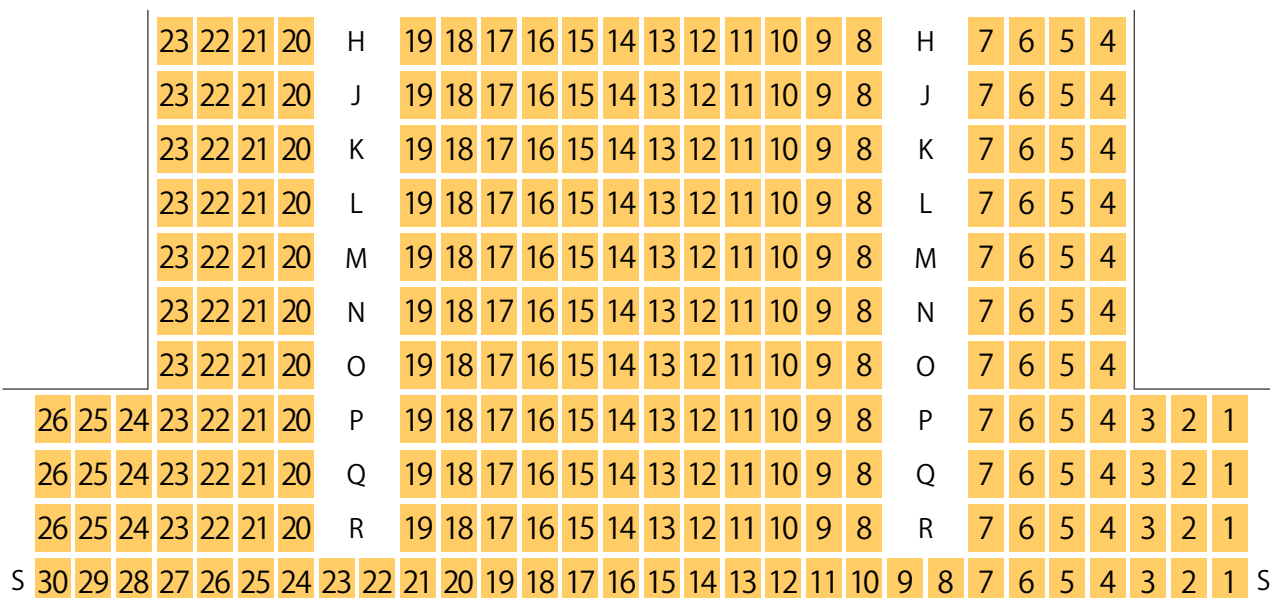 23 22 21 20 H 19 18 17 16 15 14 13 12 11 10 9 8 H 7 6 5 4
23 22 21 20 J 19 18 17 16 15 14 13 12 11 10 9 8 J 7 6 5 4
23 22 21 20 K 19 18 17 16 15 14 13 12 11 10 9 8 K 7 6 5 4
23 22 21 20 L 19 18 17 16 15 14 13 12 11 10 9 8 L 7 6 5 4
23 22 21 20 M 19 18 17 16 15 14 13 12 11 10 9 8 M 7 6 5 4
23 22 21 20 N 19 18 17 16 15 14 13 12 11 10 9 8 N 7 6 5 4
23 22 21 20 O 19 18 17 16 15 14 13 12 11 10 9 8 O 7 6 5 4
26 25 24 23 22 21 20 P 19 18 17 16 15 14 13 12 11 10 9 8 P 7 6 5 4 3 2 1
26 25 24 23 22 21 20 Q 19 18 17 16 15 14 13 12 11 10 9 8 Q 7 6 5 4 3 2 1
26 25 24 23 22 21 20 R 19 18 17 16 15 14 13 12 11 10 9 8 R 7 6 5 4 3 2 1
S 30 29 28 27 26 25 24 23 22 21 20 19 18 17 16 15 14 13 12 11 10 9 8 7 6 5 4 3 2 1 S